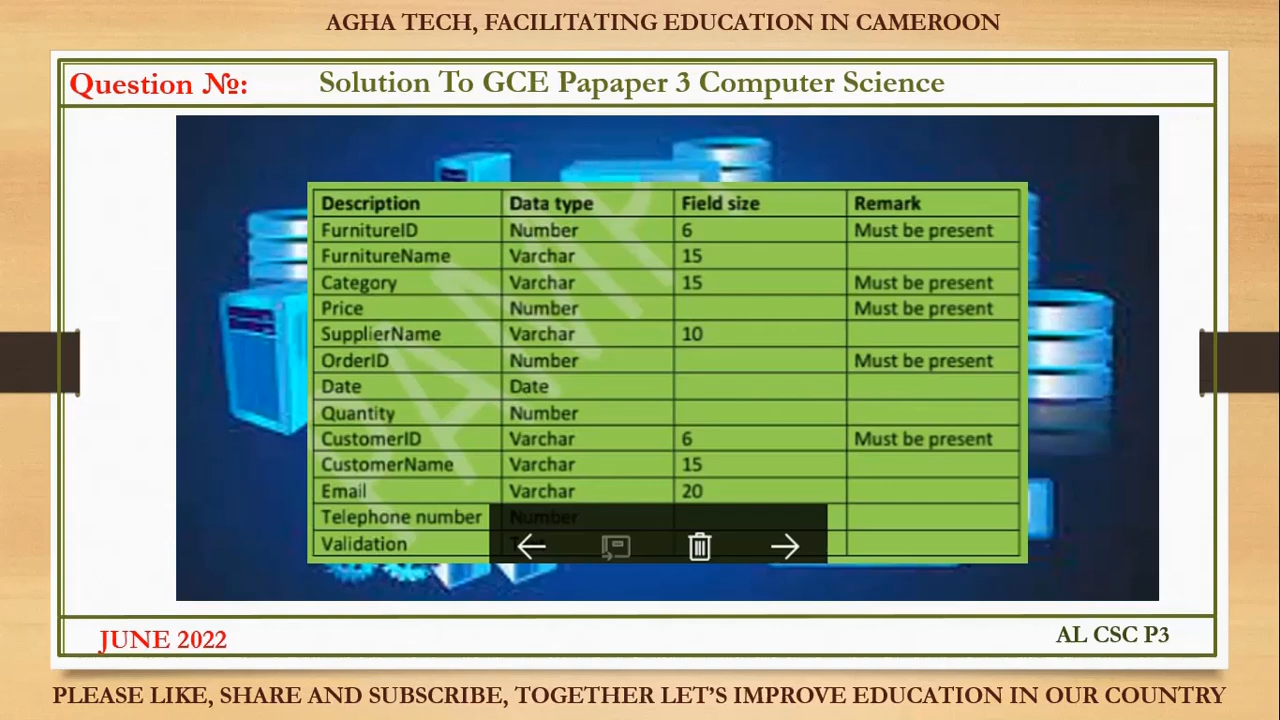 AGHA TECH, FACILITATING EDUCATION IN CAMEROON
Question №: Solution To GCE Papaper 3 Computer Science
Description Data type Field size Remark
FurnitureID Number 6 Must be present
FurnitureName Varchar 15
Category Varchar 15 Must be present
Price Number Must be present
SupplierName Varchar 10
OrderID Number Must be present
Date Date
Quantity Number
CustomerID Varchar 6 Must be present
CustomerName Varchar 15
Email Varchar 20
Telephone number Number
Validation
JUNE 2022 AL CSC P3
PLEASE LIKE, SHARE AND SUBSCRIBE, TOGETHER LET’S IMPROVE EDUCATION IN OUR COUNTRY